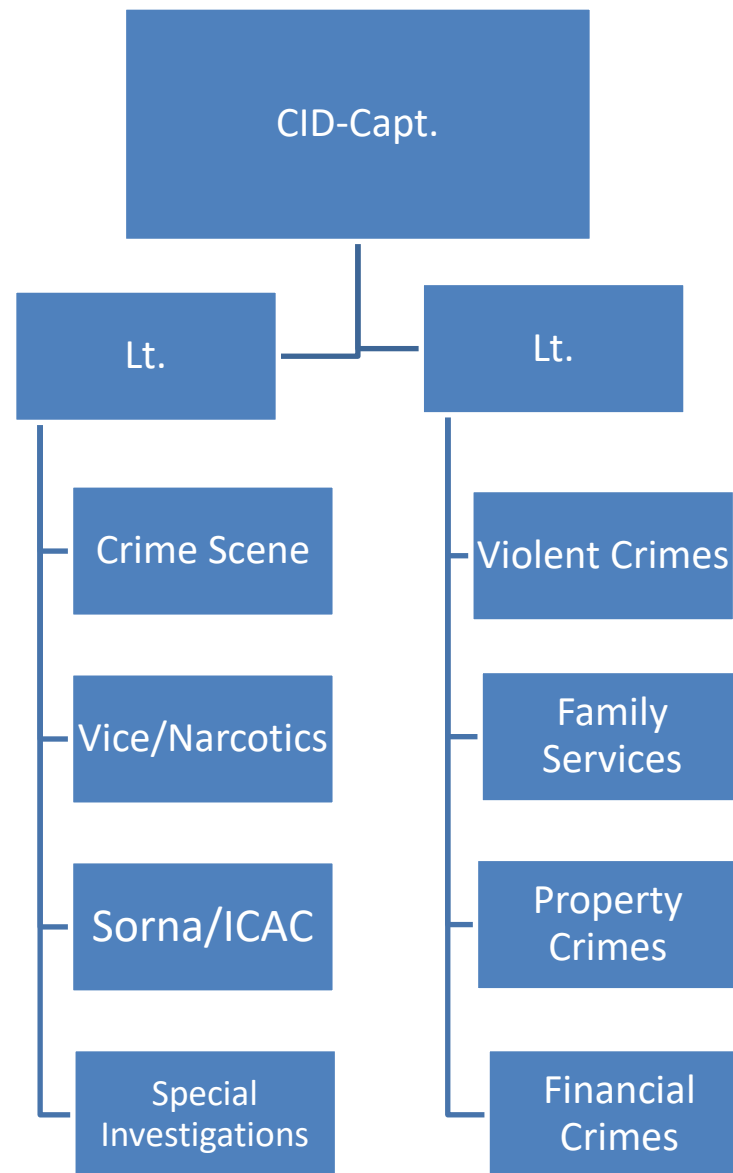 CID-Capt.
Lt.
Crime Scene
Vice/Narcotics
Sorna/ICAC
Special
Investigations
Lt.
Violent Crimes
Family
Services
Property
Crimes
Financial
Crimes